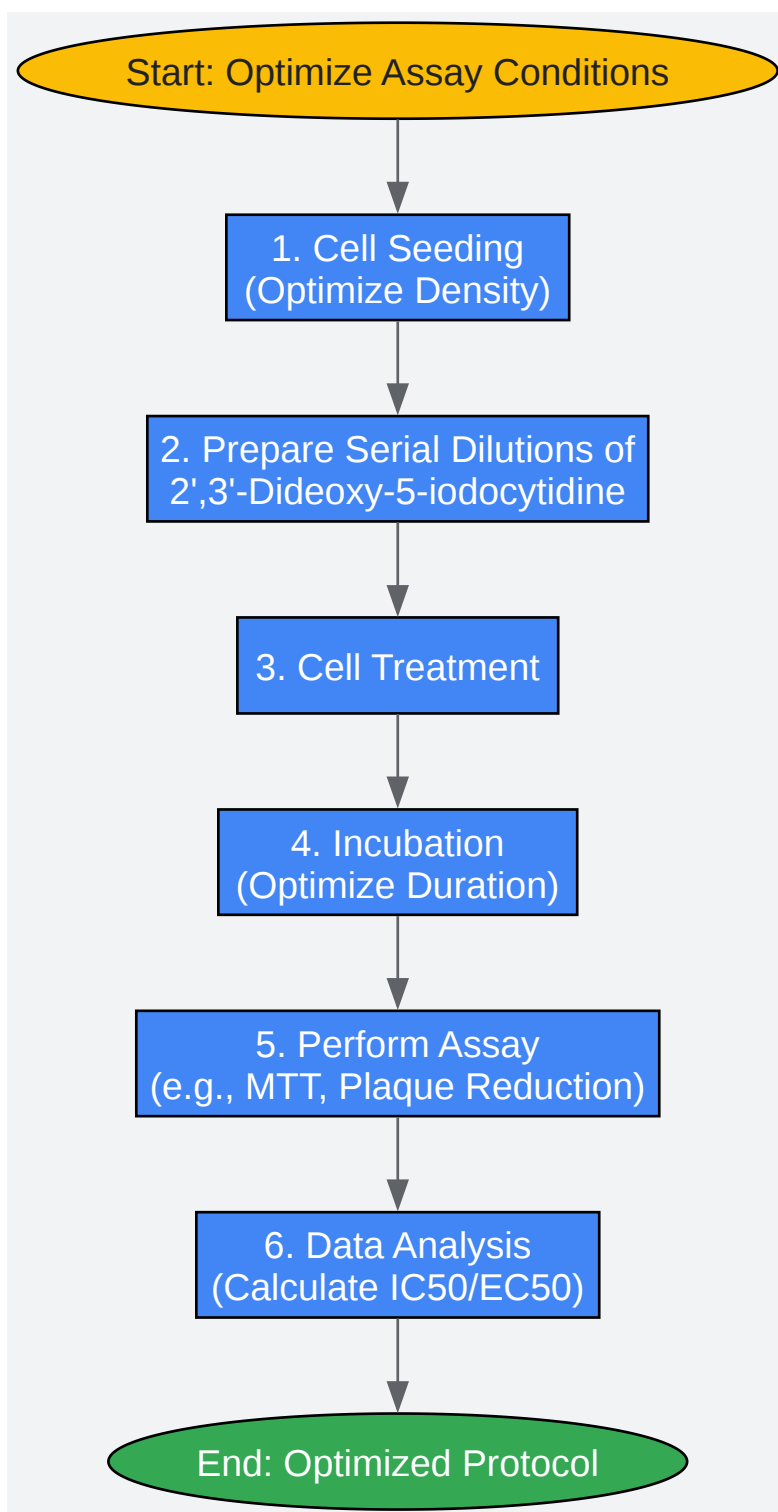 Start: Optimize Assay Conditions
1. Cell Seeding
(Optimize Density)
2. Prepare Serial Dilutions of
2',3'-Dideoxy-5-iodocytidine
3. Cell Treatment
4. Incubation
(Optimize Duration)
5. Perform Assay
(e.g., MTT, Plaque Reduction)
6. Data Analysis
(Calculate IC50/EC50)
End: Optimized Protocol